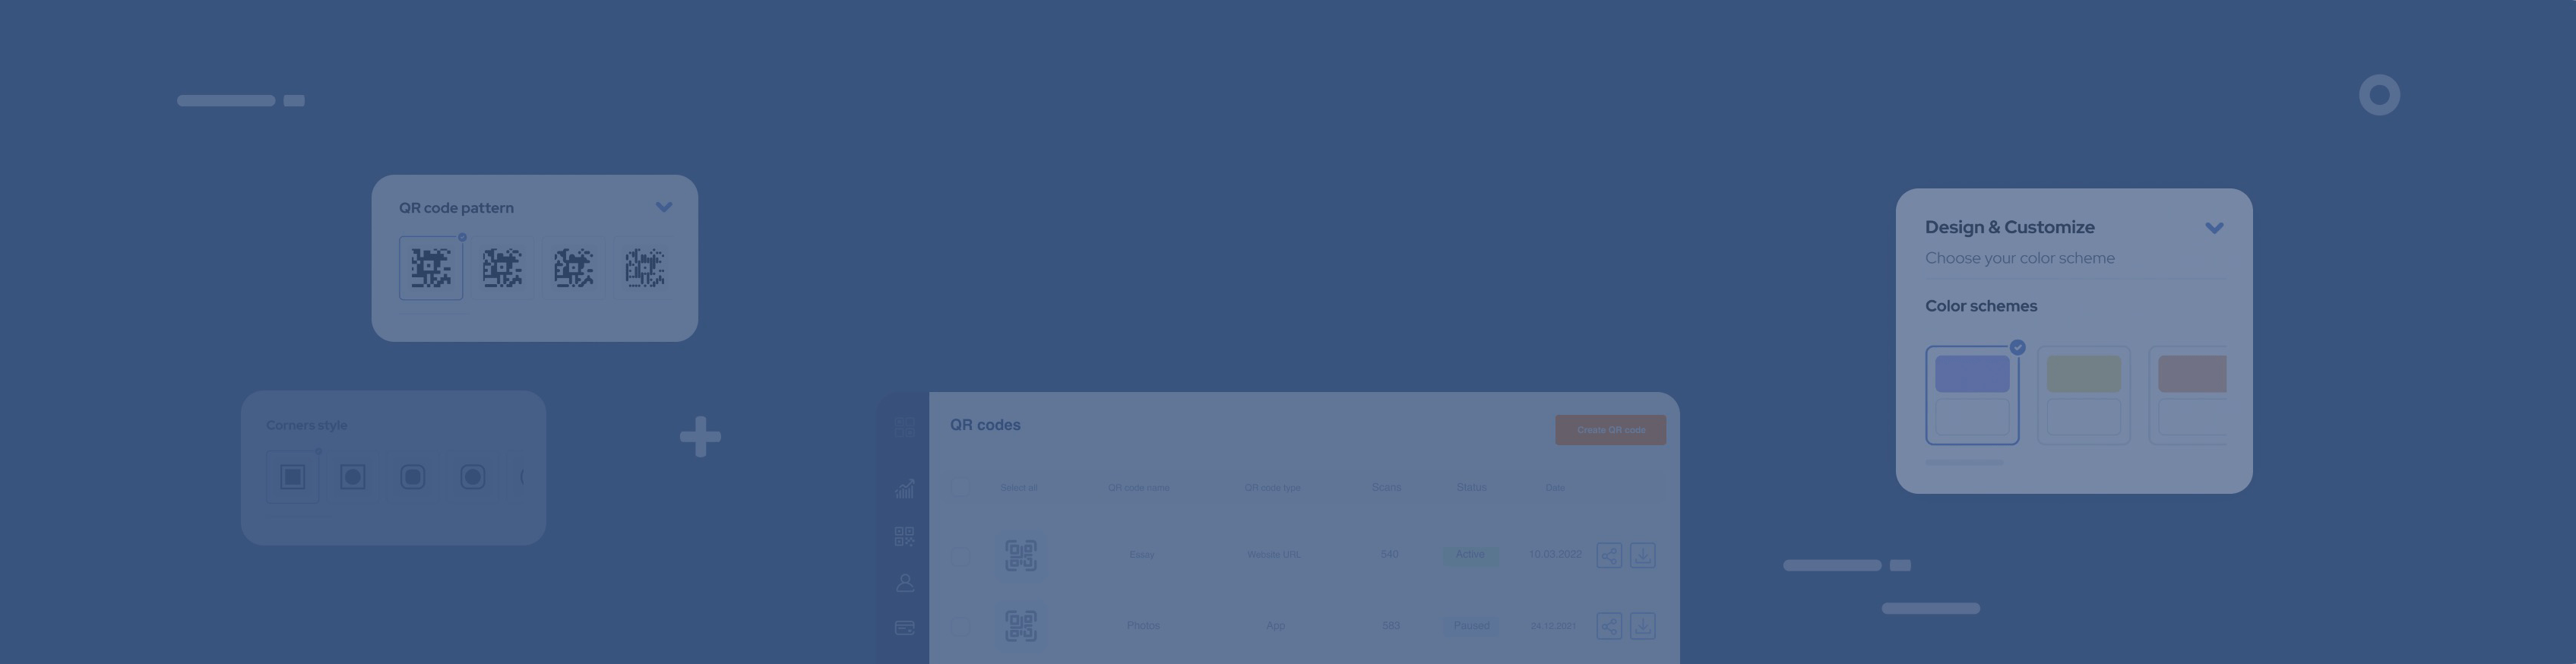 QR code pattern
Design & Customize
Choose your color scheme
Color schemes
Corners style
QR codes
Create QR code
Select all QR code name QR code type Scans Status Date
Essay Website URL 540 Active 10.03.2022
Photos App 583 Paused 24.12.2021